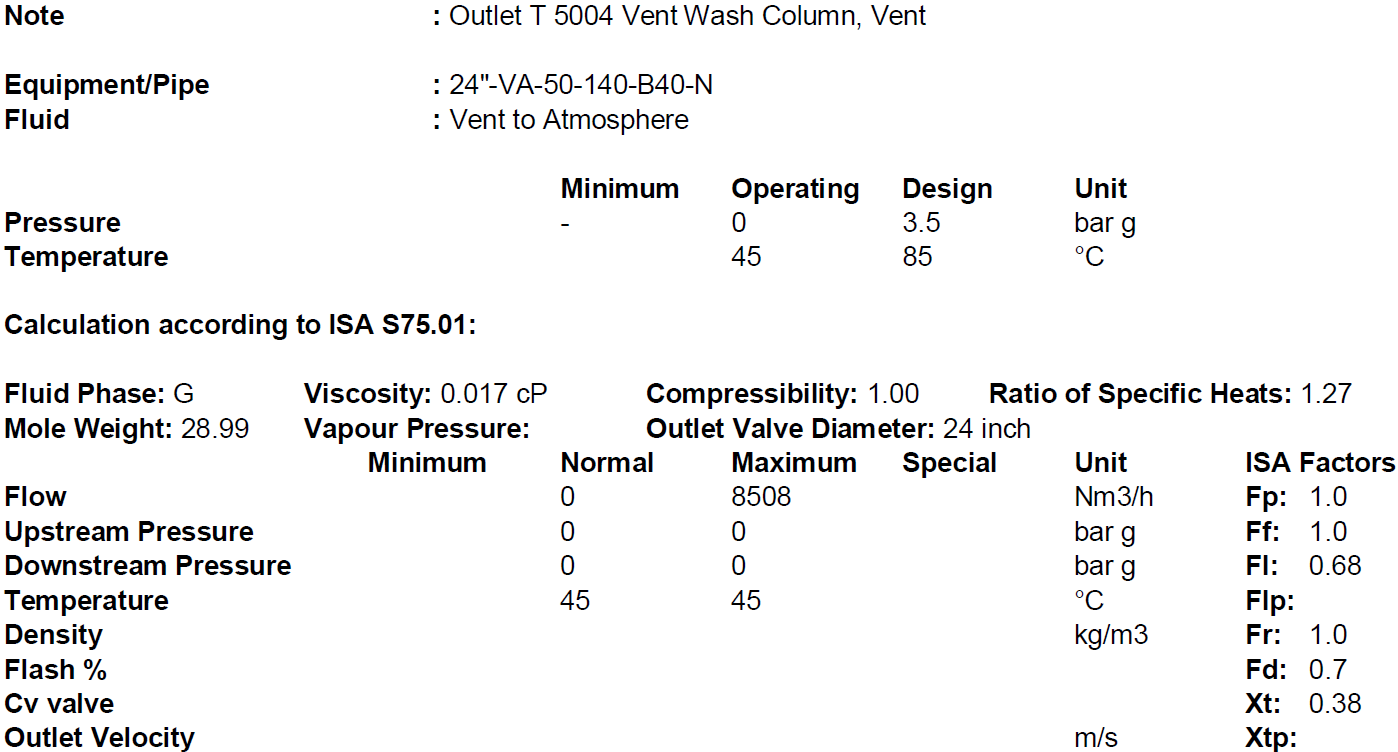 Note : Outlet T 5004 Vent Wash Column, Vent
Equipment/Pipe : 24"-VA-50-140-B40-N
Fluid : Vent to Atmosphere
Minimum Operating Design Unit
Pressure - 0 3.5 bar g
Temperature 45 85 °C
Calculation according to ISA S75.01:
Fluid Phase: G Viscosity: 0.017 cP Compressibility: 1.00 Ratio of Specific Heats: 1.27
Mole Weight: 28.99 Vapour Pressure: Outlet Valve Diameter: 24 inch
Minimum Normal Maximum Special Unit ISA Factors
Flow 0 8508 Nm3/h Fp: 1.0
Upstream Pressure 0 0 bar g Ff: 1.0
Downstream Pressure 0 0 bar g Fl: 0.68
Temperature 45 45 °C Flp:
Density kg/m3 Fr: 1.0
Flash % Fd: 0.7
Cv valve Xt: 0.38
Outlet Velocity m/s Xtp: